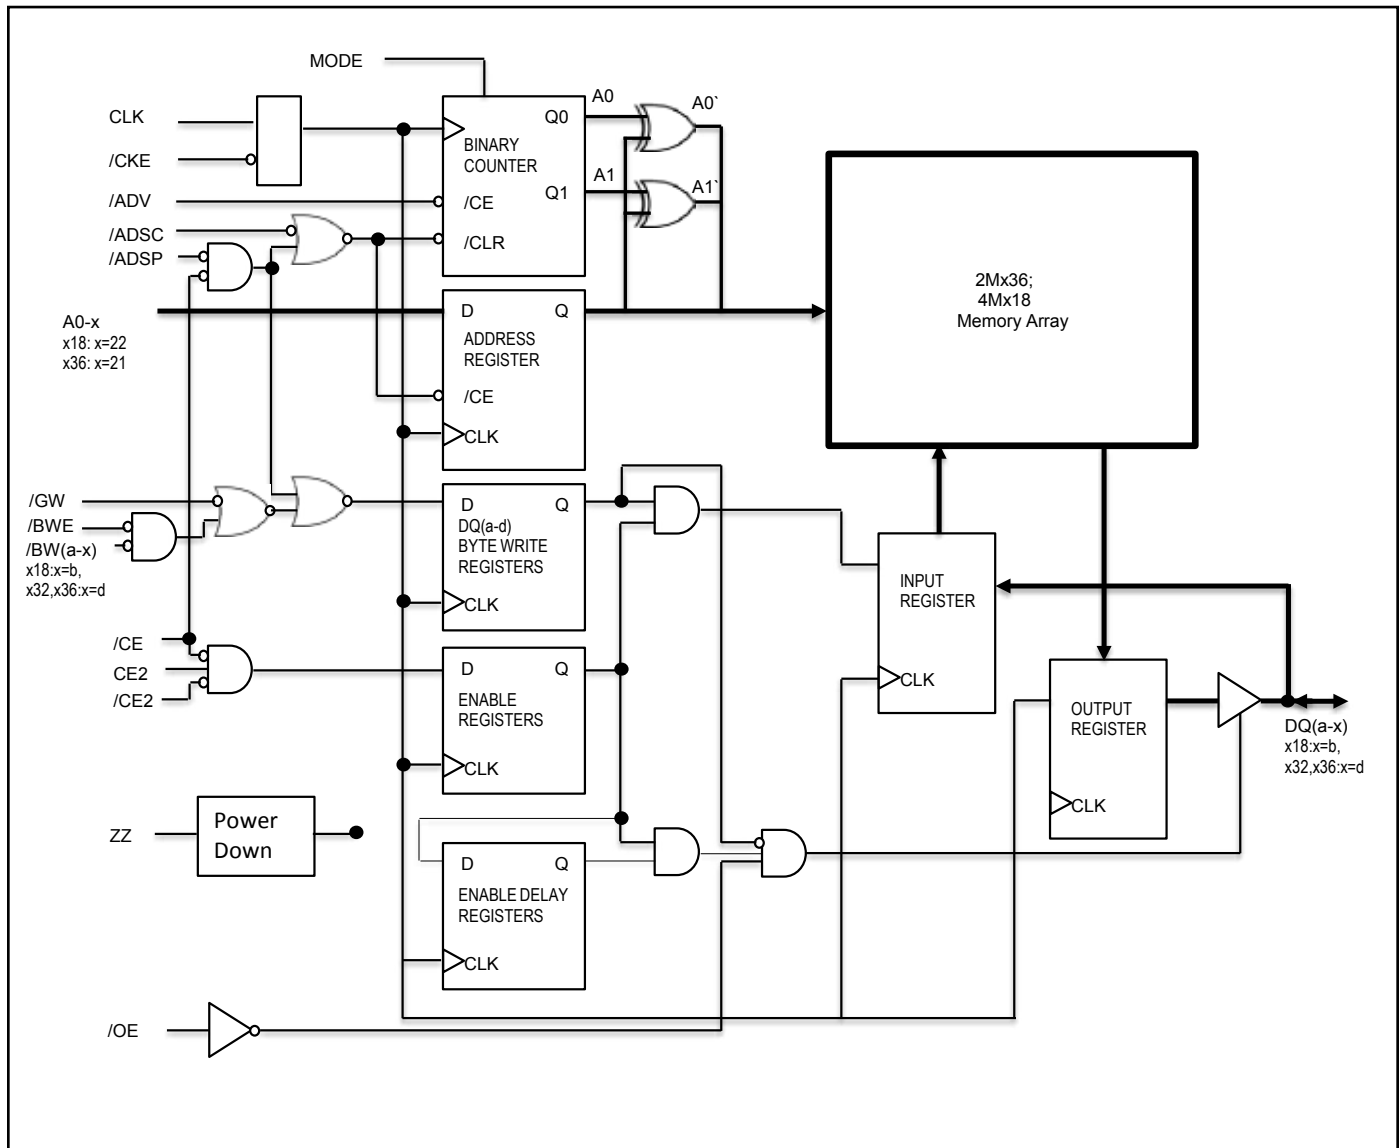 MODE
CLK
/CKE
/ADV
/ADSC
/ADSP
A0-x
x18: x=22
x36: x=21
/GW
/BWE
/BW(a-x)
x18:x=b,
x32,x36:x=d
/CE
CE2
/CE2
ZZ
/OE
Power
Down
Q0
BINARY
COUNTER
Q1
/CE
/CLR
A0
A0`
A1
A1`
D Q
ADDRESS
REGISTER
/CE
CLK
D Q
DQ(a-d)
BYTE WRITE
REGISTERS
CLK
D Q
ENABLE
REGISTERS
CLK
D Q
ENABLE DELAY
REGISTERS
CLK
2Mx36;
4Mx18
Memory Array
INPUT
REGISTER
CLK
OUTPUT
REGISTER
CLK
DQ(a-x)
x18:x=b,
x32,x36:x=d